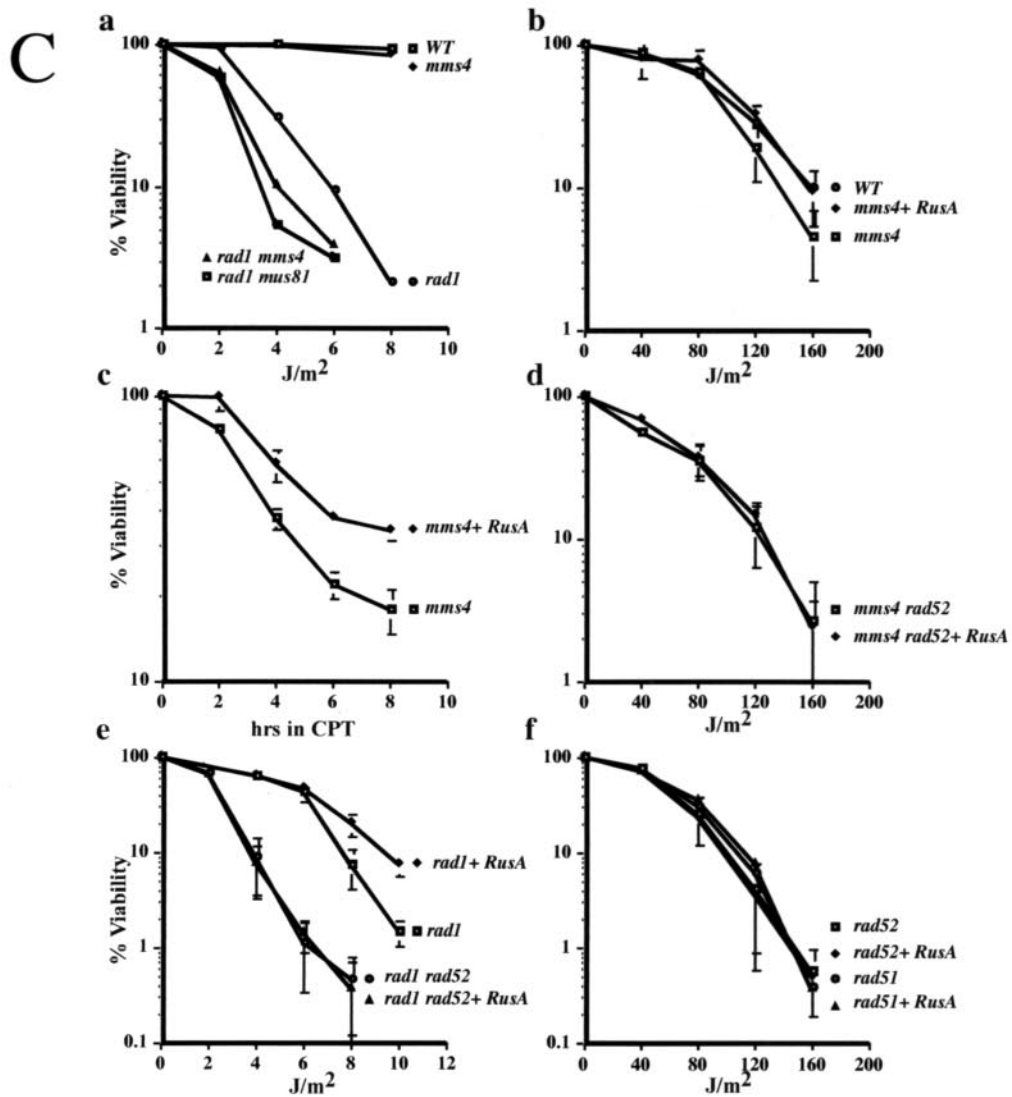 C
a
100
10
1
% Viability
0 2 4 6 8 10
J/m2
WT
mms4
rad1 mms4
rad1 mus81
rad1
b
100
10
1
0 40 80 120 160 200
J/m2
WT
mms4+ RusA
mms4
c
100
10
% Viability
0 2 4 6 8 10
hrs in CPT
mms4+ RusA
mms4
d
100
10
1
0 40 80 120 160 200
J/m2
mms4 rad52
mms4 rad52+ RusA
e
100
10
1
0.1
% Viability
0 2 4 6 8 10 12
J/m2
rad1+ RusA
rad1
rad1 rad52
rad1 rad52+ RusA
f
100
10
1
0.1
0 40 80 120 160 200
J/m2
rad52
rad52+ RusA
rad51
rad51+ RusA